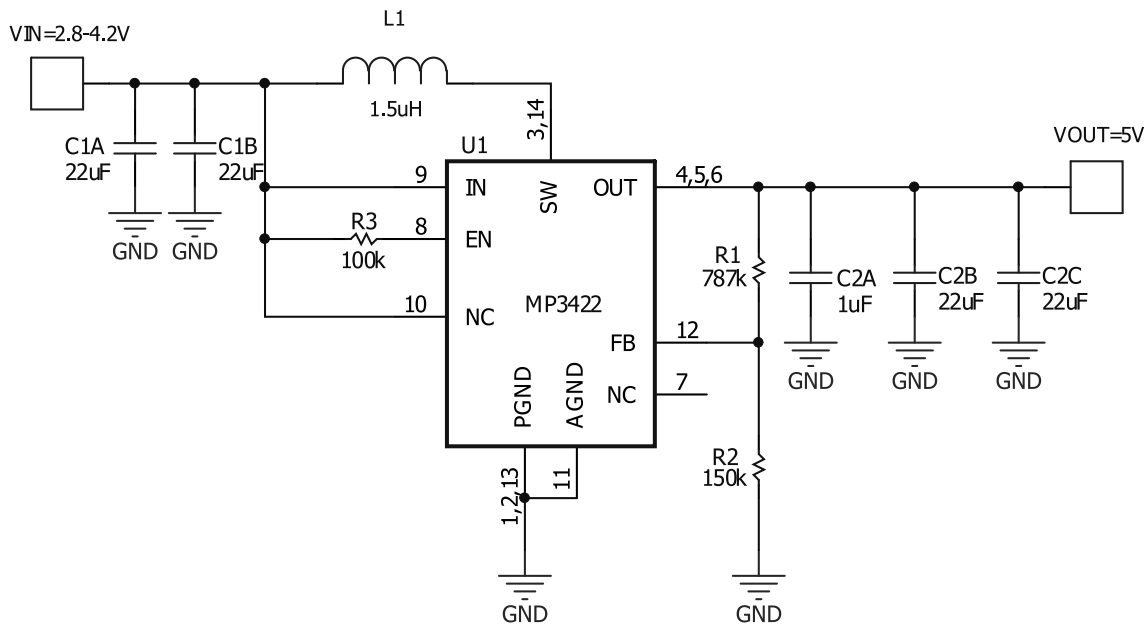 L1
VIN=2.8-4.2V
1.5uH
3,14
VOUT=5V
C1A
22uF
C1B
22uF
U1
9
IN
SW
OUT
4,5,6
R3
8
EN
100k
GND
GND
R1
787k
C2A
1uF
C2B
22uF
C2C
22uF
10
NC
MP3422
FB
12
GND
GND
GND
NC
7
PGND
AGND
R2
150k
1,2,13
11
GND
GND